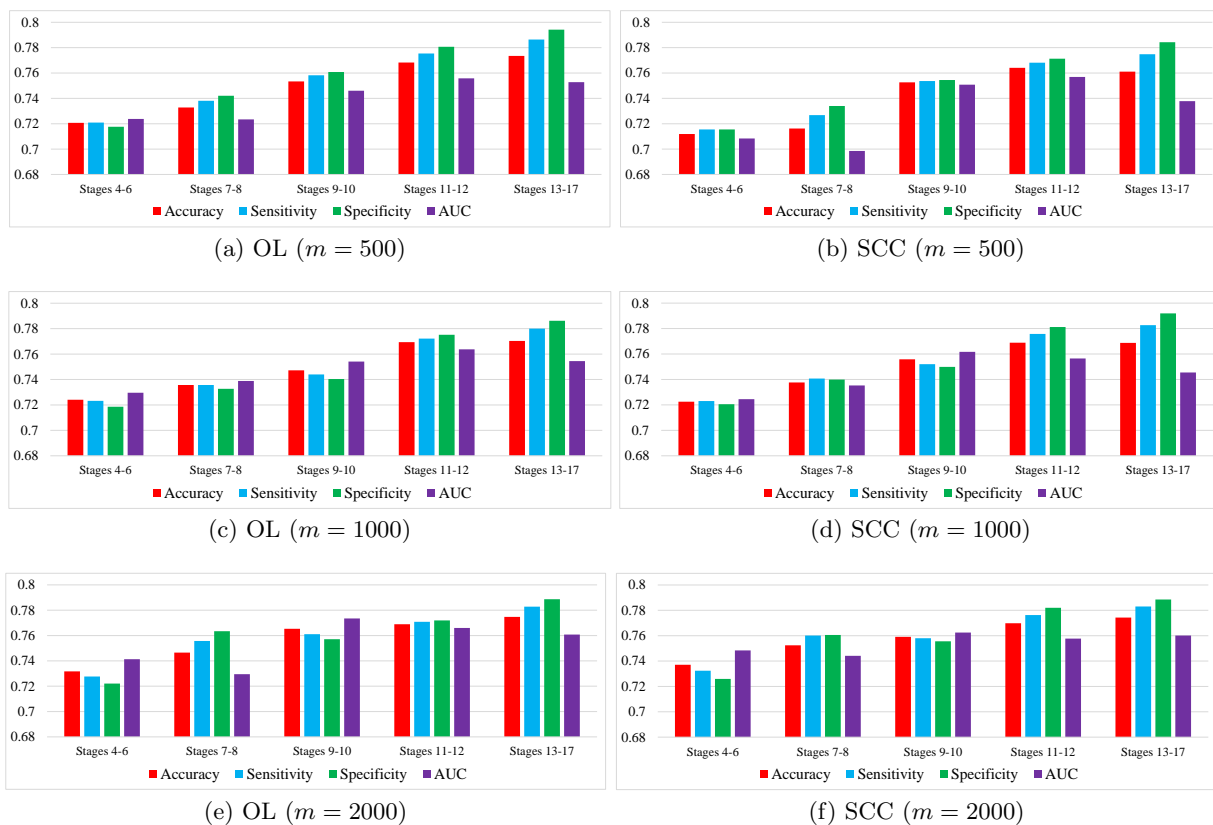 0.8
0.78
0.76
0.74
0.72
0.7
0.68
Stages 4-6 Stages 7-8 Stages 9-10 Stages 11-12 Stages 13-17
Accuracy Sensitivity Specificity AUC
(a) OL (m = 500)
0.8
0.78
0.76
0.74
0.72
0.7
0.68
Stages 4-6 Stages 7-8 Stages 9-10 Stages 11-12 Stages 13-17
Accuracy Sensitivity Specificity AUC
(b) SCC (m = 500)
0.8
0.78
0.76
0.74
0.72
0.7
0.68
Stages 4-6 Stages 7-8 Stages 9-10 Stages 11-12 Stages 13-17
Accuracy Sensitivity Specificity AUC
(c) OL (m = 1000)
0.8
0.78
0.76
0.74
0.72
0.7
0.68
Stages 4-6 Stages 7-8 Stages 9-10 Stages 11-12 Stages 13-17
Accuracy Sensitivity Specificity AUC
(d) SCC (m = 1000)
0.8
0.78
0.76
0.74
0.72
0.7
0.68
Stages 4-6 Stages 7-8 Stages 9-10 Stages 11-12 Stages 13-17
Accuracy Sensitivity Specificity AUC
(e) OL (m = 2000)
0.8
0.78
0.76
0.74
0.72
0.7
0.68
Stages 4-6 Stages 7-8 Stages 9-10 Stages 11-12 Stages 13-17
Accuracy Sensitivity Specificity AUC
(f) SCC (m = 2000)